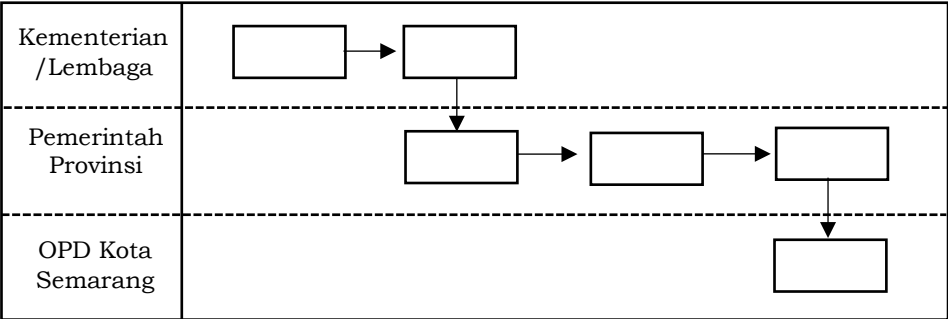 Kementerian
/Lembaga
Pemerintah
Provinsi
OPD Kota
Semarang